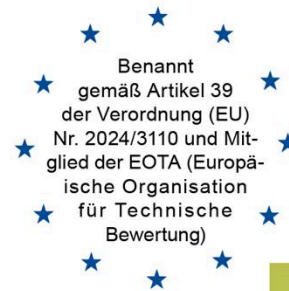 Benannt
gemäß Artikel 39
der Verordnung (EU)
Nr. 2024/3110 und Mit-
glied der EOTA (Europä-
ische Organisation
für Technische
Bewertung)